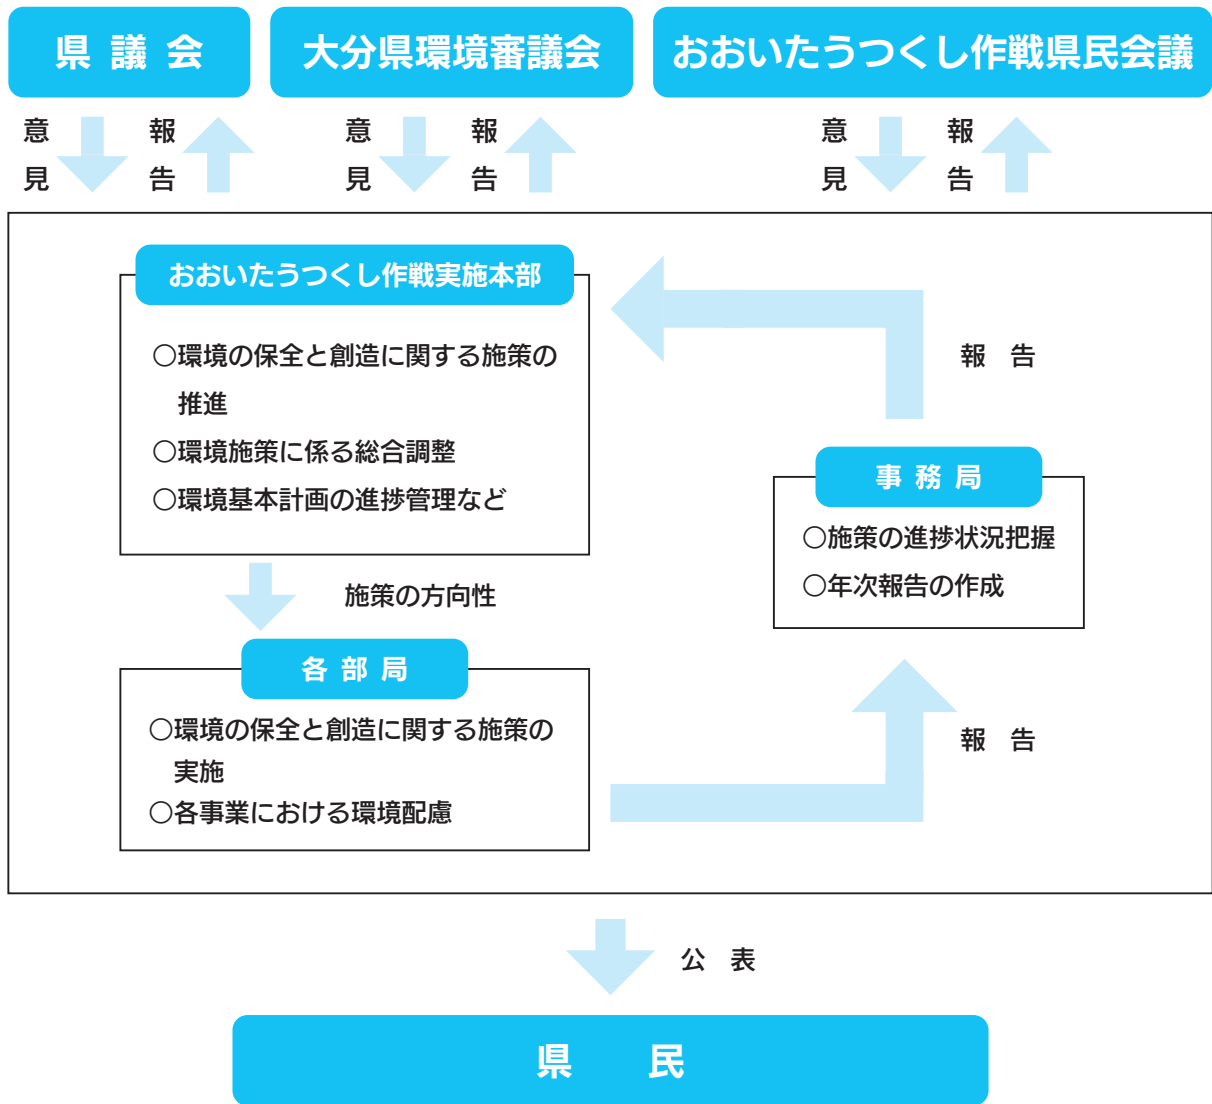 県議会
大分県環境審議会
おおいたうつくし作戦県民会議
意見
報告
意見
報告
意見
報告
おおいたうつくし作戦実施本部
○環境の保全と創造に関する施策の
推進
○環境施策に係る総合調整
○環境基本計画の進捗管理など
報告
事務局
○施策の進捗状況把握
○年次報告の作成
施策の方向性
各部局
○環境の保全と創造に関する施策の
実施
○各事業における環境配慮
報告
公表
県民